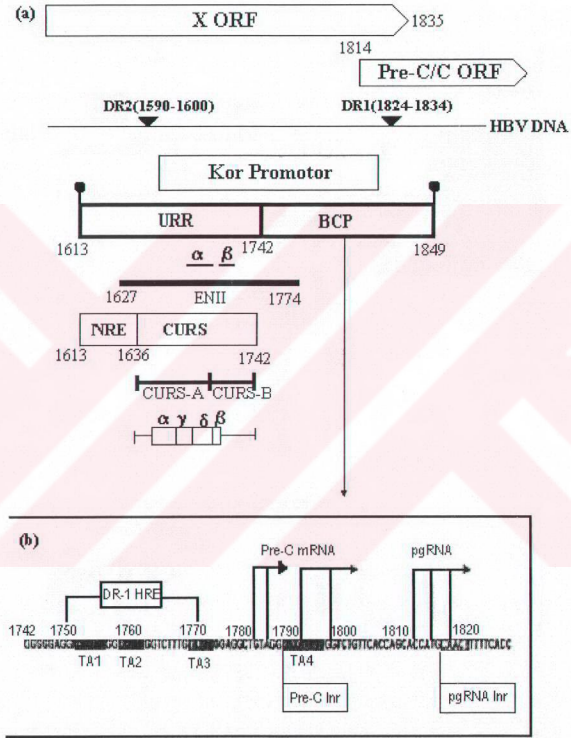 (a)
X ORF
1835
1814
Pre-C/C ORF
DR2(1590-1600)
DR1(1824-1834)
HBV DNA
Kor Promotor
URR
BCP
1613
1742
1849
α β
1627
ENII
1774
NRE
CURS
1613
1636
1742
CURS-A
CURS-B
α γ δ β
(b)
Pre-C mRNA
pgRNA
DR-1 HRE
1742 1750 1760 1770 1780 1790 1800 1810 1820
TA1
TA2
TA3
TA4
Pre-C Inr
pgRNA Inr